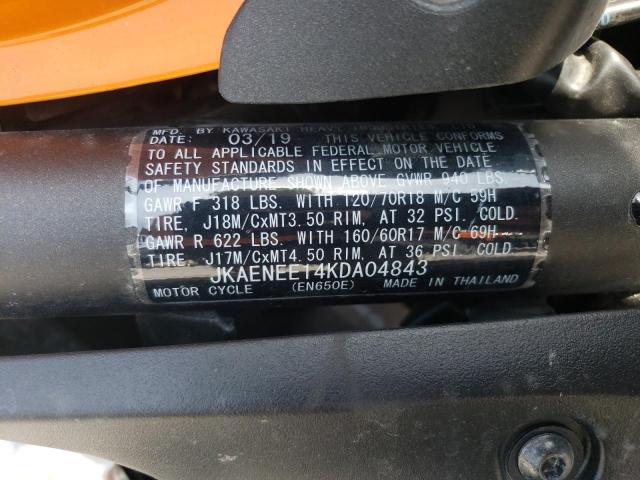 MFD. BY KAWASAKI HEAVY
DATE: 03/19 THIS VEHICLE CONFORMS
TO ALL APPLICABLE FEDERAL MOTOR VEHICLE
SAFETY STANDARDS IN EFFECT ON THE DATE
OF MANUFACTURE SHOWN ABOVE GVWR 940 LBS
GAWR F 318 LBS. WITH 120/70R18 M/C 59H
TIRE, J18M/CxMT3.50 RIM, AT 32 PSI. COLD.
GAWR R 622 LBS. WITH 160/60R17 M/C 69H
TIRE, J17M/CxMT4.50 RIM, AT 36 PSI. COLD
JKAENEE14KDA04843
MOTOR CYCLE (EN650E) MADE IN THAILAND